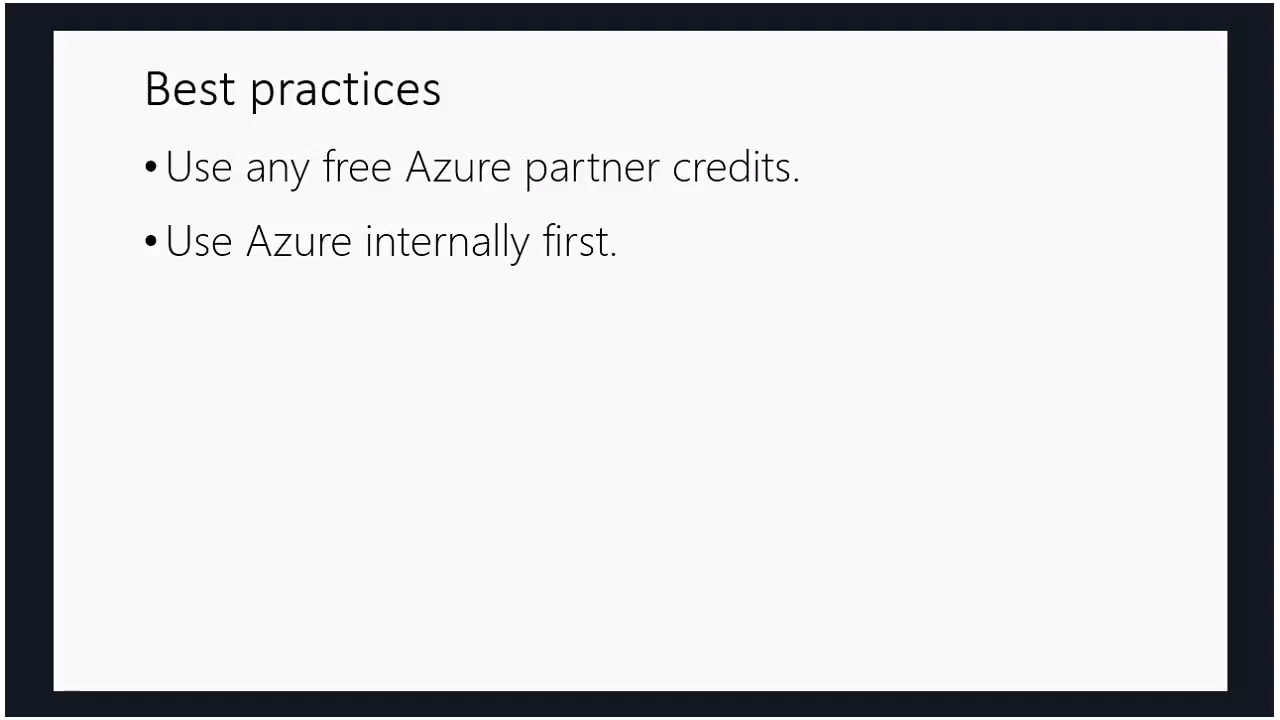 Best practices
• Use any free Azure partner credits.
• Use Azure internally first.